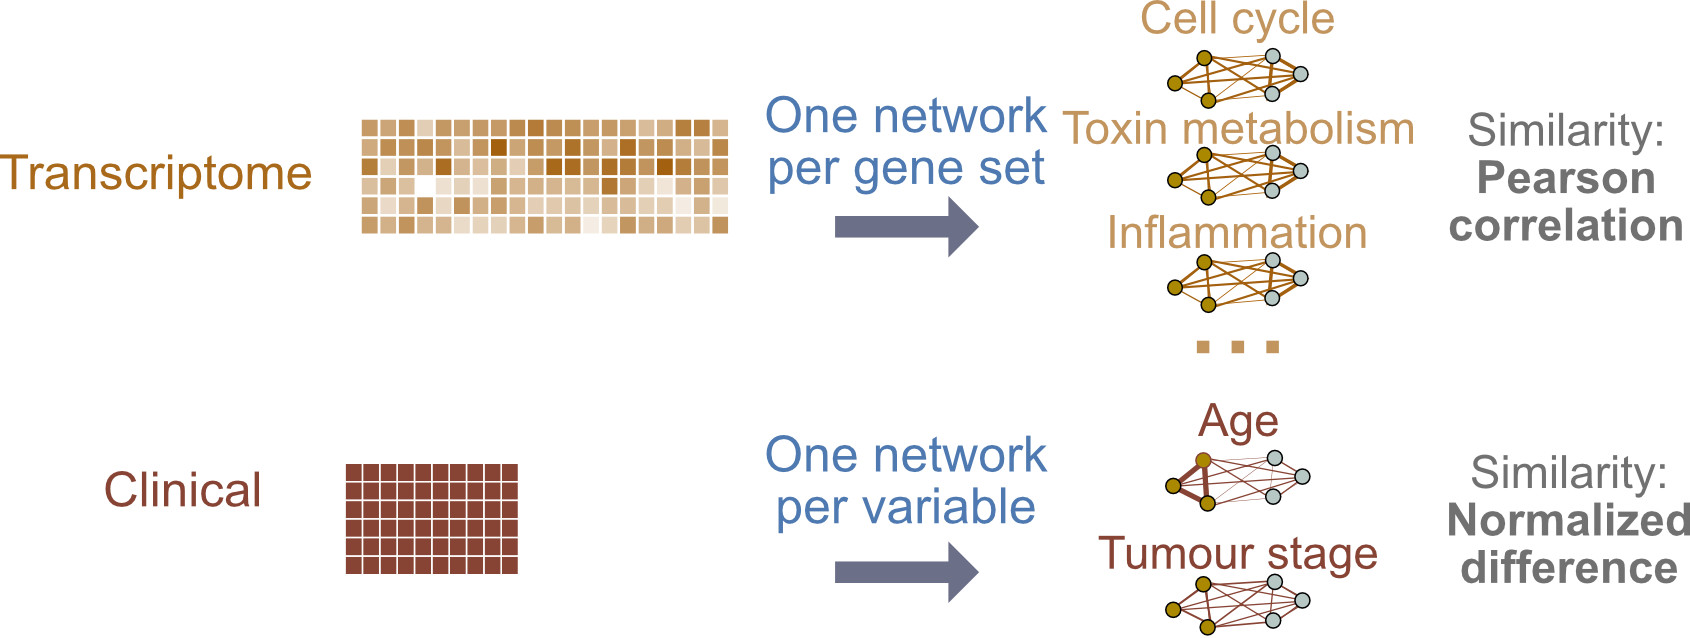 Transcriptome
One network
per gene set
Cell cycle
Toxin metabolism
Inflammation
...
Similarity:
Pearson
correlation
Clinical
One network
per variable
Age
Tumour stage
Similarity:
Normalized
difference